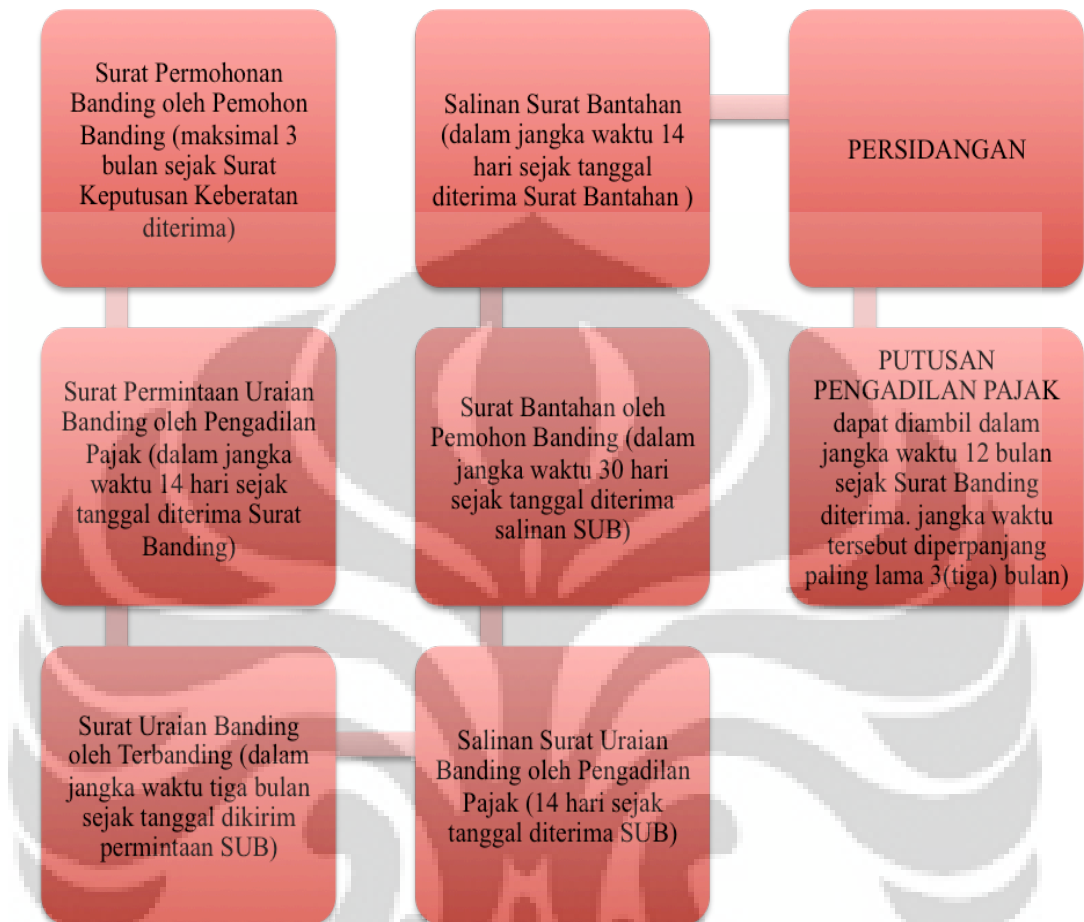 Surat Permohonan
Banding oleh Pemohon
Banding (maksimal 3
bulan sejak Surat
Keputusan Keberatan
diterima)
Surat Permintaan Uraian
Banding oleh Pengadilan
Pajak (dalam jangka
waktu 14 hari sejak
tanggal diterima Surat
Banding)
Surat Uraian Banding
oleh Terbanding (dalam
jangka waktu tiga bulan
sejak tanggal dikirim
permintaan SUB)
Salinan Surat Uraian
Banding oleh Pengadilan
Pajak (14 hari sejak
tanggal diterima SUB)
Surat Bantahan oleh
Pemohon Banding (dalam
jangka waktu 30 hari
sejak tanggal diterima
salinan SUB)
Salinan Surat Bantahan
(dalam jangka waktu 14
hari sejak tanggal
diterima Surat Bantahan )
PERSIDANGAN
PUTUSAN
PENGADILAN PAJAK
dapat diambil dalam
jangka waktu 12 bulan
sejak Surat Banding
diterima. jangka waktu
tersebut diperpanjang
paling lama 3(tiga) bulan)